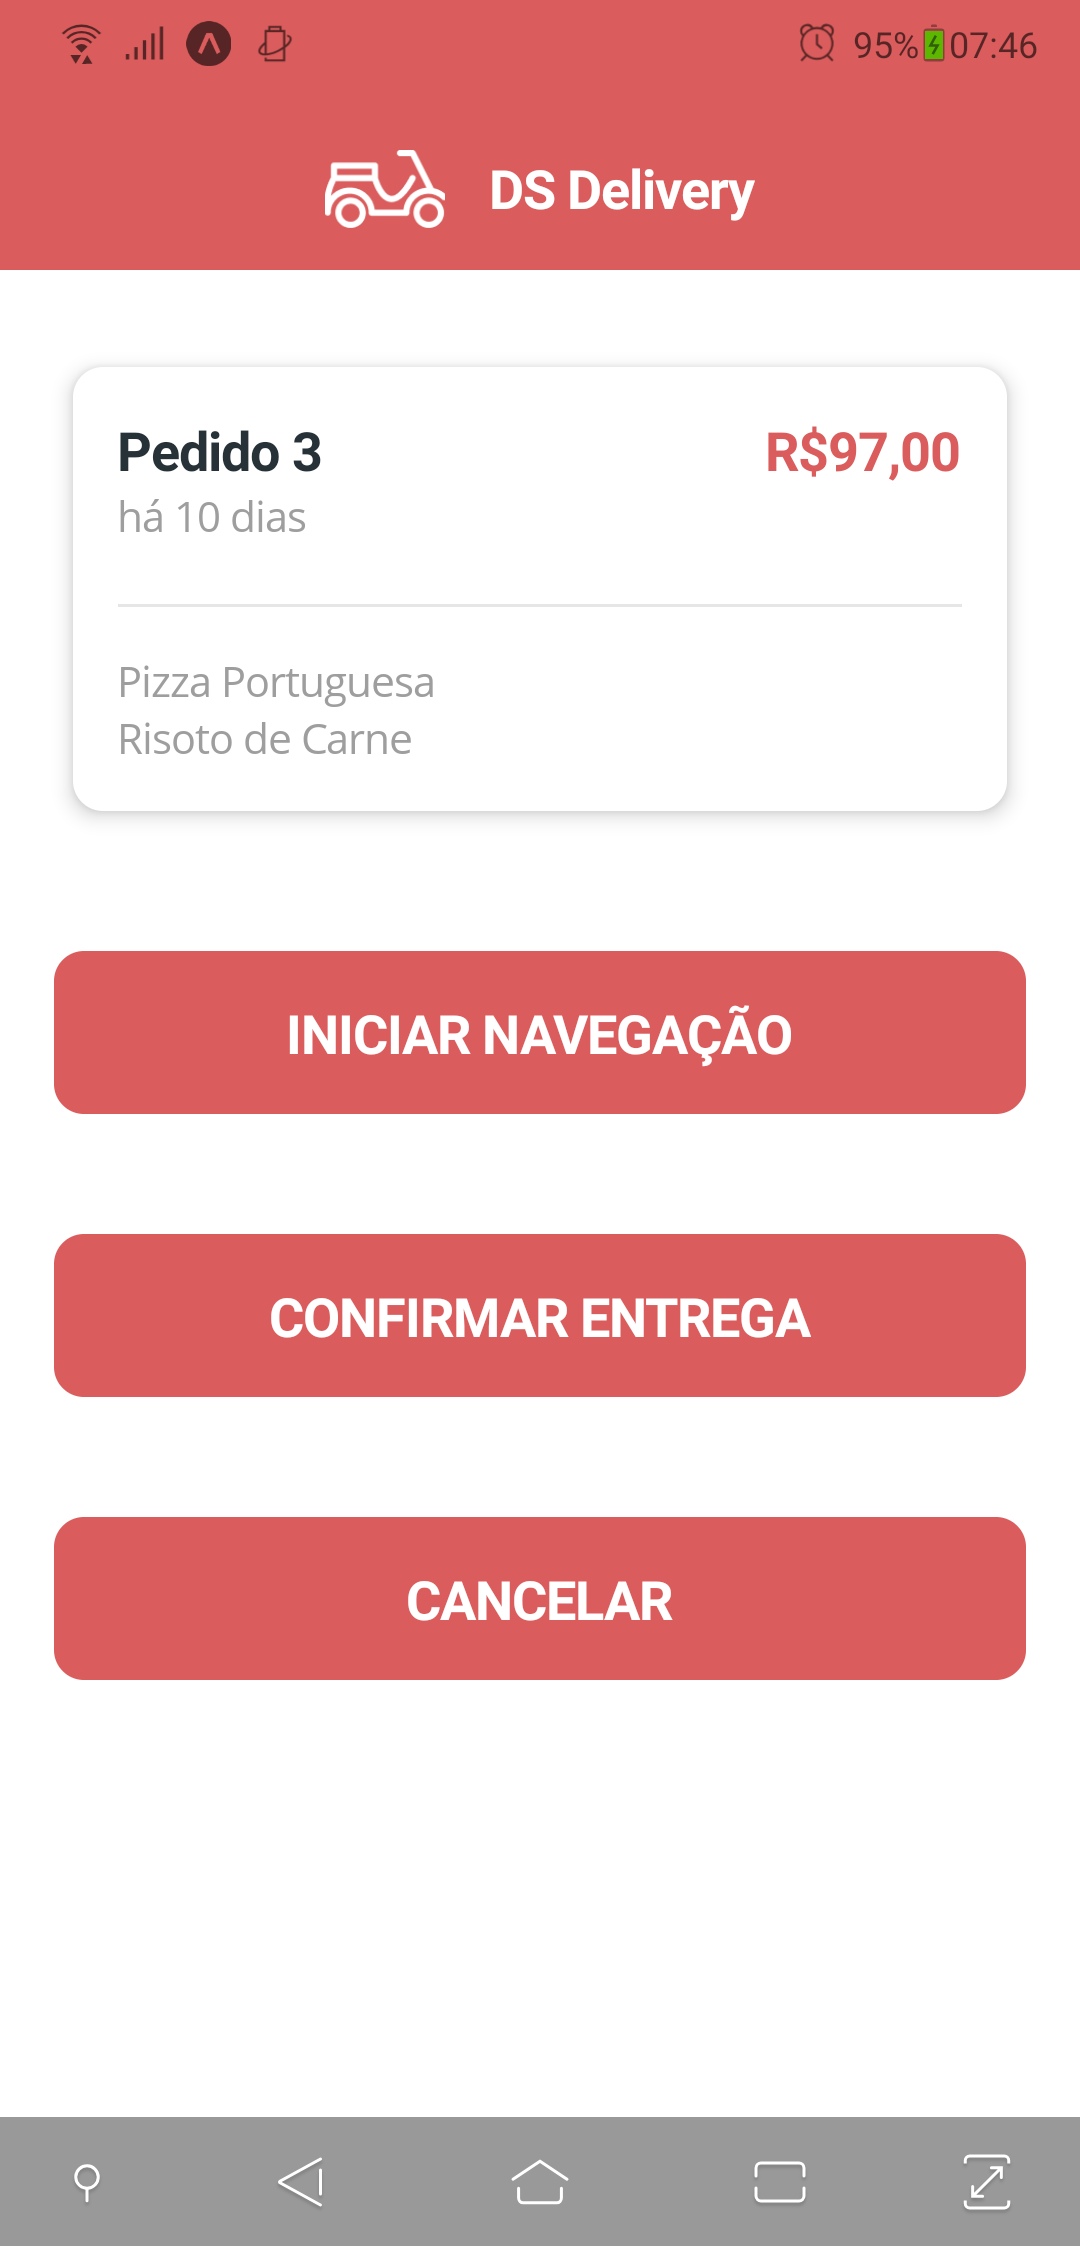 95% 07:46
DS Delivery
Pedido 3
R$97,00
há 10 dias
Pizza Portuguesa
Risoto de Carne
INICIAR NAVEGAÇÃO
CONFIRMAR ENTREGA
CANCELAR